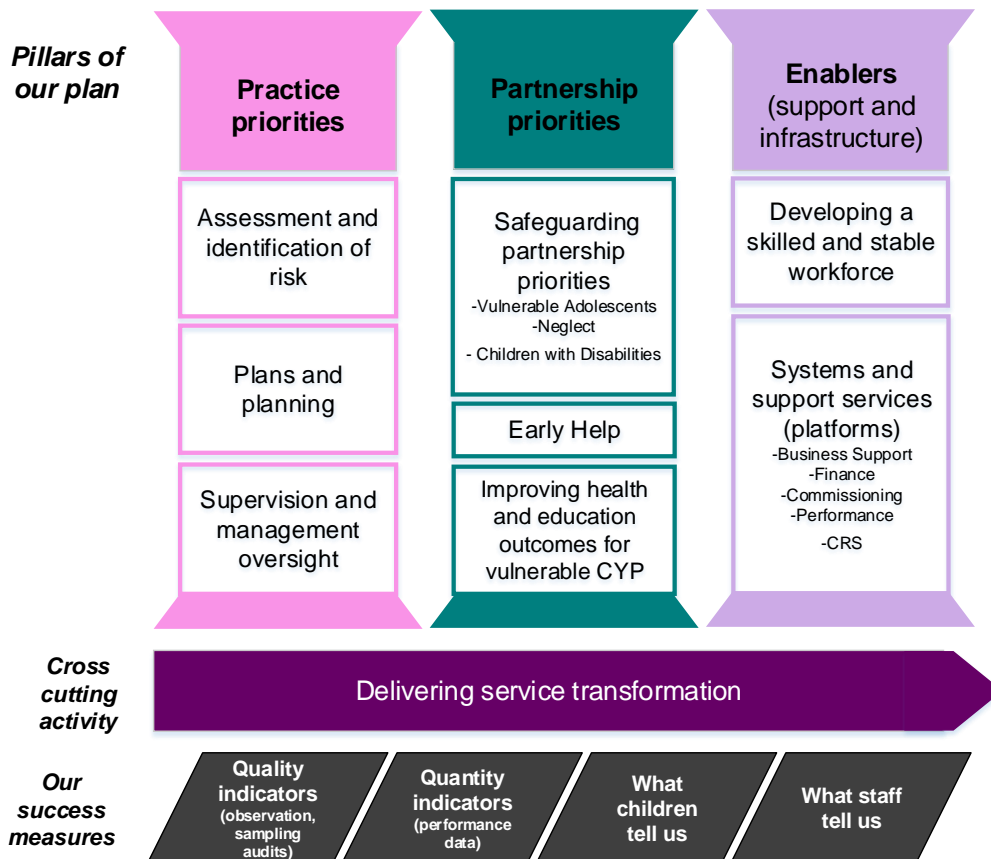 Pillars of
our plan
Practice
priorities
Assessment and
identification of
risk
Plans and
planning
Supervision and
management
oversight
Partnership
priorities
Safeguarding
partnership
priorities
-Vulnerable Adolescents
-Neglect
- Children with Disabilities
Early Help
Improving health
and education
outcomes for
vulnerable CYP
Enablers
(support and
infrastructure)
Developing a
skilled and stable
workforce
Systems and
support services
(platforms)
-Business Support
-Finance
-Commissioning
-Performance
-CRS
Cross
cutting
activity
Delivering service transformation
Our
success
measures
Quality
indicators
(observation,
sampling
audits)
Quantity
indicators
(performance
data)
What
children
tell us
What staff
tell us